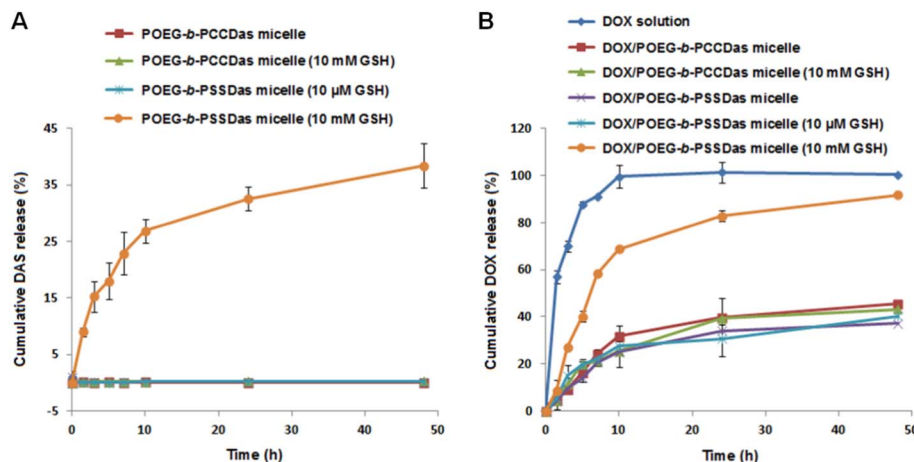 A
POEG-b-PCCDas micelle
POEG-b-PCCDas micelle (10 mM GSH)
POEG-b-PSSDas micelle (10 µM GSH)
POEG-b-PSSDas micelle (10 mM GSH)
45
35
25
15
5
-5
0
10
20
30
40
50
Cumulative DAS release (%)
Time (h)
B
DOX solution
DOX/POEG-b-PCCDas micelle
DOX/POEG-b-PCCDas micelle (10 mM GSH)
DOX/POEG-b-PSSDas micelle
DOX/POEG-b-PSSDas micelle (10 µM GSH)
DOX/POEG-b-PSSDas micelle (10 mM GSH)
120
100
80
60
40
20
0
0
10
20
30
40
50
Cumulative DOX release (%)
Time (h)